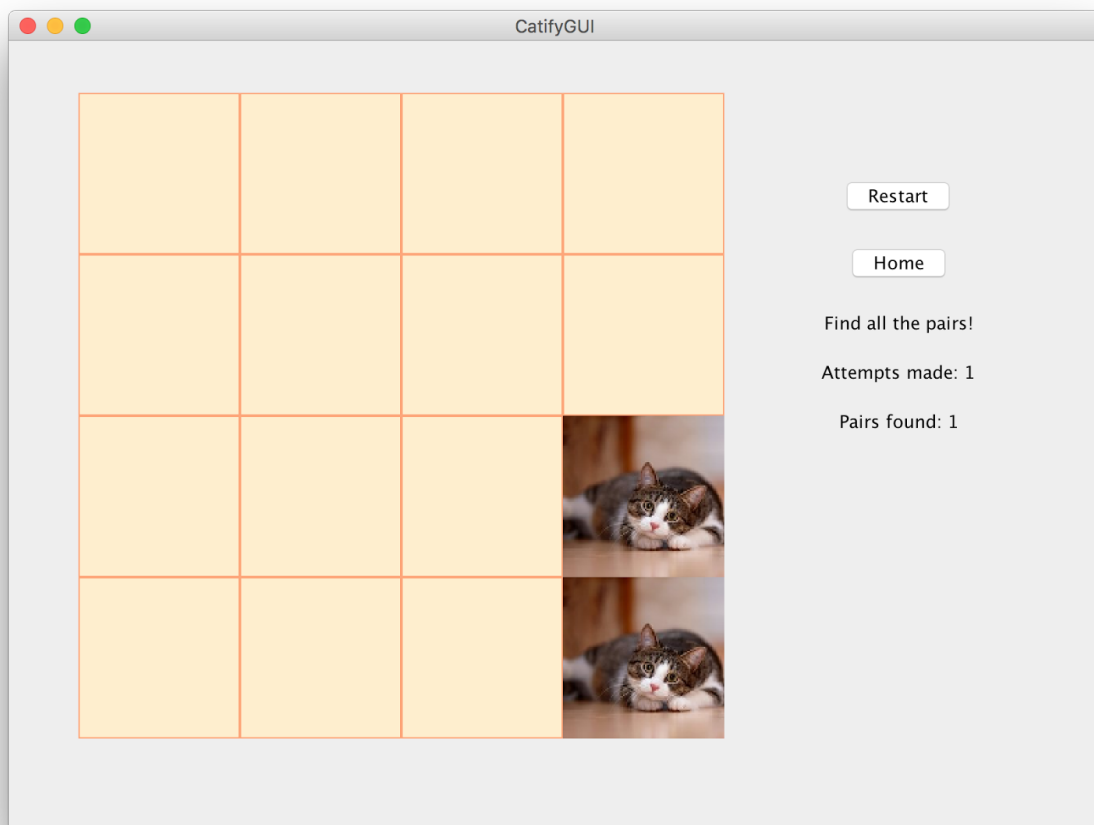 CatifyGUI
Restart
Home
Find all the pairs!
Attempts made: 1
Pairs found: 1